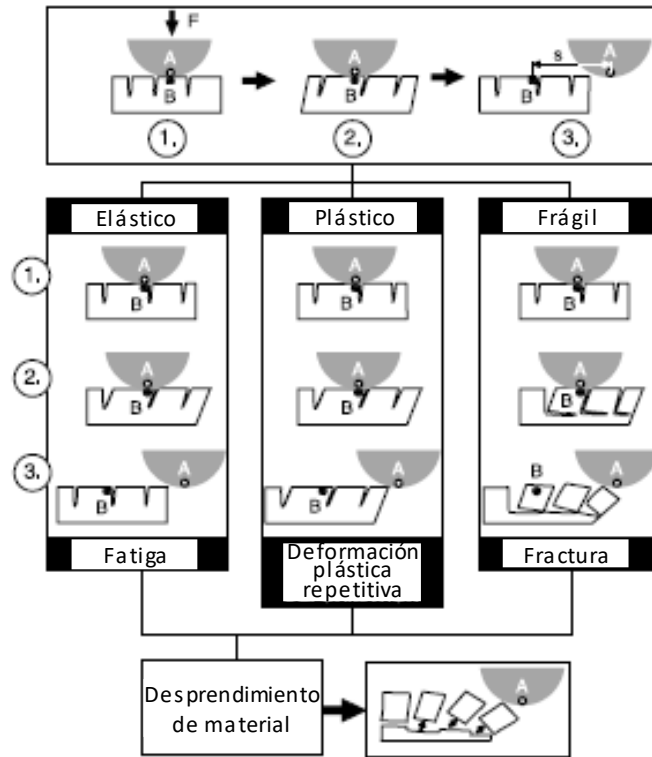 F
A
B
A
B
s
A
B
1.
2.
3.
Elástico
Plástico
Frágil
1.
A
B
A
B
A
B
2.
A
B
A
B
A
B
3.
A
B
A
B
B
A
Fatiga
Deformación
plástica
repetitiva
Fractura
Desprendimiento
de material
A